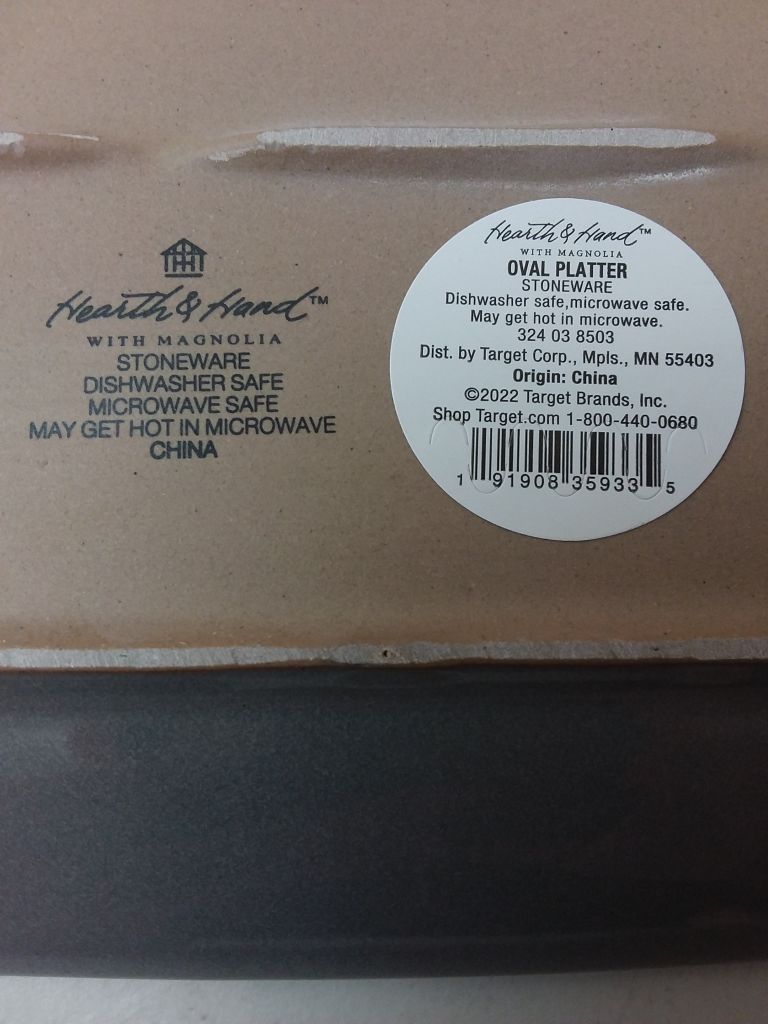 Hearth & Hand™
WITH MAGNOLIA
STONEWARE
DISHWASHER SAFE
MICROWAVE SAFE
MAY GET HOT IN MICROWAVE
CHINA
Hearth & Hand™
WITH MAGNOLIA
OVAL PLATTER
STONEWARE
Dishwasher safe,microwave safe.
May get hot in microwave.
324 03 8503
Dist. by Target Corp., Mpls., MN 55403
Origin: China
©2022 Target Brands, Inc.
Shop Target.com 1-800-440-0680
1 91908 35933 5